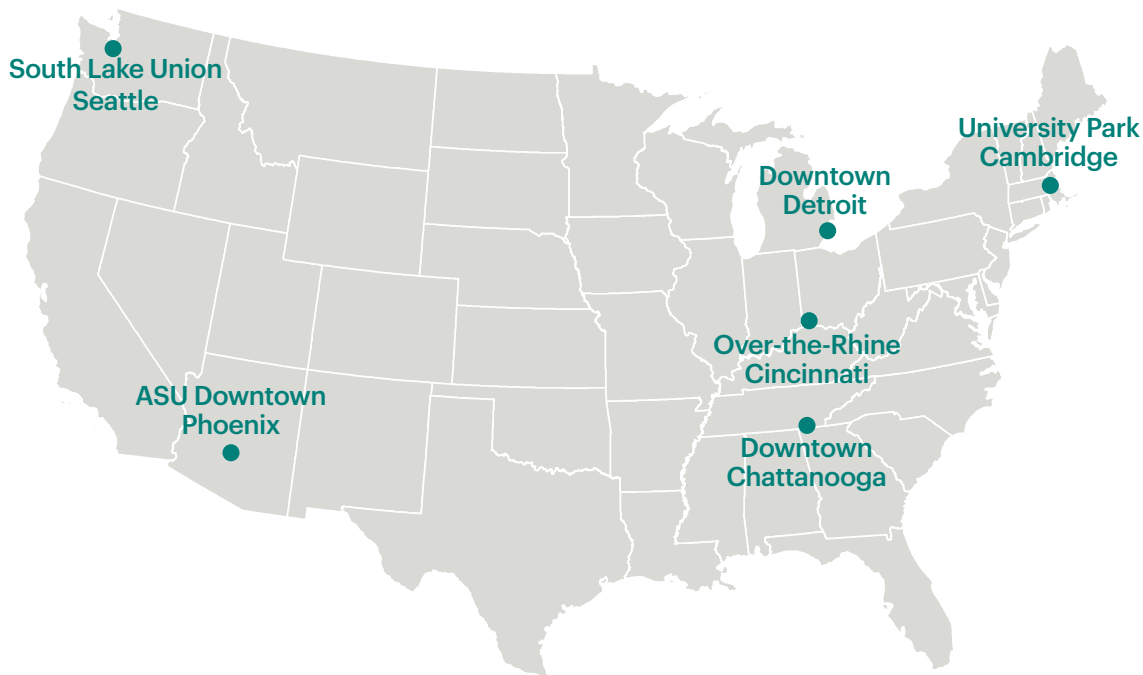 South Lake Union
Seattle
University Park
Cambridge
Downtown
Detroit
Over-the-Rhine
Cincinnati
ASU Downtown
Phoenix
Downtown
Chattanooga